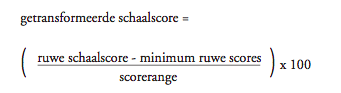 getransformeerde schaalscore =
( ruwe schaalscore - minimum ruwe scores ) x 100
scorerange